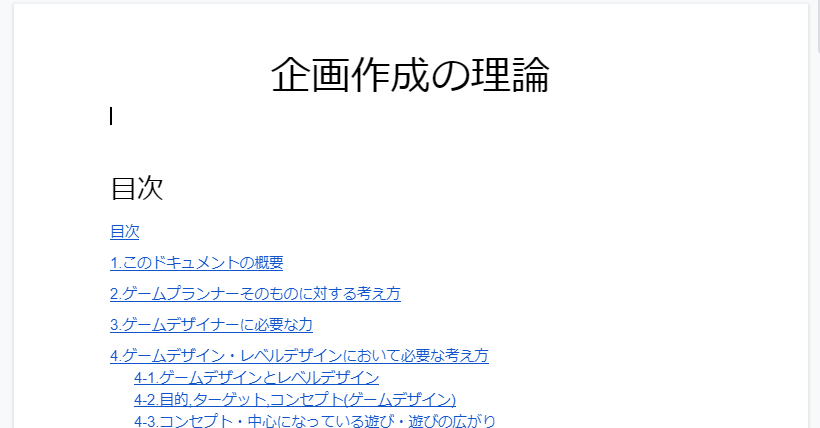 企画作成の理論
目次
目次
1.このドキュメントの概要
2.ゲームプランナーそのものに対する考え方
3.ゲームデザイナーに必要な力
4.ゲームデザイン・レベルデザインにおいて必要な考え方
4-1.ゲームデザインとレベルデザイン
4-2.目的,ターゲット,コンセプト(ゲームデザイン)
4-3.コンセプト・中心になっている遊び・遊びの広がり